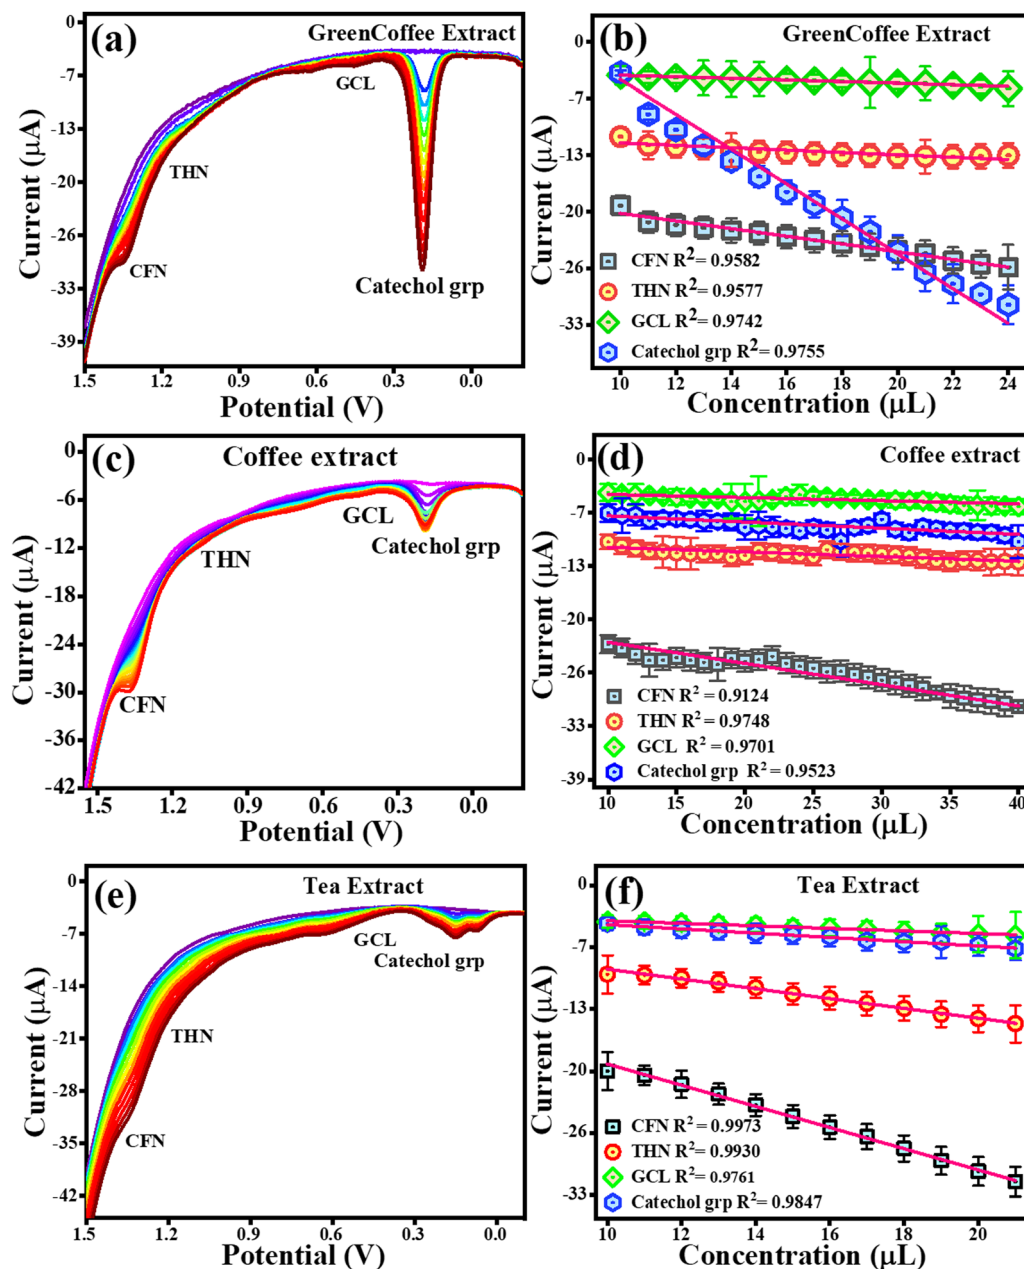 (a)
GreenCoffee Extract
0
-7
-13
-20
-26
-33
-39
Current (µA)
GCL
THN
CFN
Catechol grp
1.5 1.2 0.9 0.6 0.3 0.0
Potential (V)
(b)
GreenCoffee Extract
0
-7
-13
-20
-26
-33
Current (µA)
CFN R²= 0.9582
THN R²= 0.9577
GCL R²= 0.9742
Catechol grp R²= 0.9755
10 12 14 16 18 20 22 24
Concentration (µL)
(c)
Coffee extract
0
-6
-12
-18
-24
-30
-36
-42
Current (µA)
GCL
THN
Catechol grp
CFN
1.5 1.2 0.9 0.6 0.3 0.0
Potential (V)
(d)
Coffee extract
0
-7
-13
-20
-26
-33
-39
Current (µA)
CFN R² = 0.9124
THN R² = 0.9748
GCL R² = 0.9701
Catechol grp R² = 0.9523
10 15 20 25 30 35 40
Concentration (µL)
(e)
Tea Extract
0
-7
-14
-21
-28
-35
-42
Current (µA)
GCL
Catechol grp
THN
CFN
1.5 1.2 0.9 0.6 0.3 0.0
Potential (V)
(f)
Tea Extract
0
-7
-13
-20
-26
-33
Current (µA)
CFN R²= 0.9973
THN R²= 0.9930
GCL R²= 0.9761
Catechol grp R²= 0.9847
10 12 14 16 18 20
Concentration (µL)